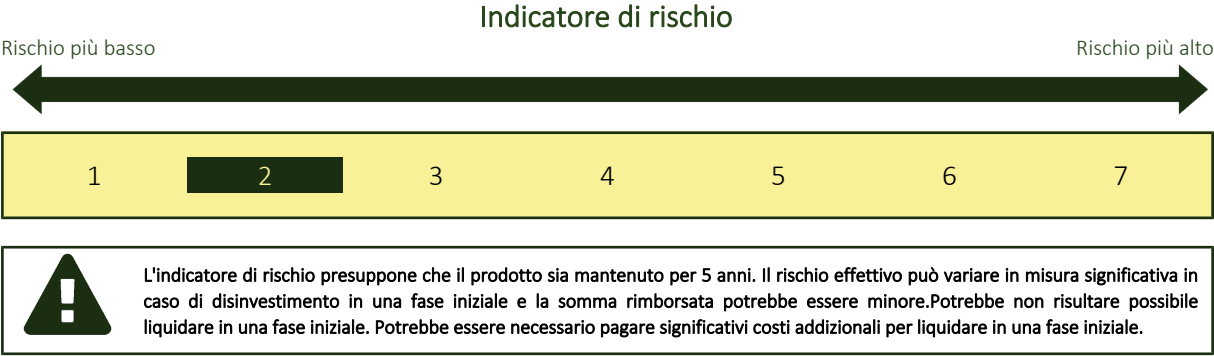 Indicatore di rischio
Rischio più basso Rischio più alto
1 2 3 4 5 6 7
L'indicatore di rischio presuppone che il prodotto sia mantenuto per 5 anni. Il rischio effettivo può variare in misura significativa in
caso di disinvestimento in una fase iniziale e la somma rimborsata potrebbe essere minore.Potrebbe non risultare possibile
liquidare in una fase iniziale. Potrebbe essere necessario pagare significativi costi addizionali per liquidare in una fase iniziale.